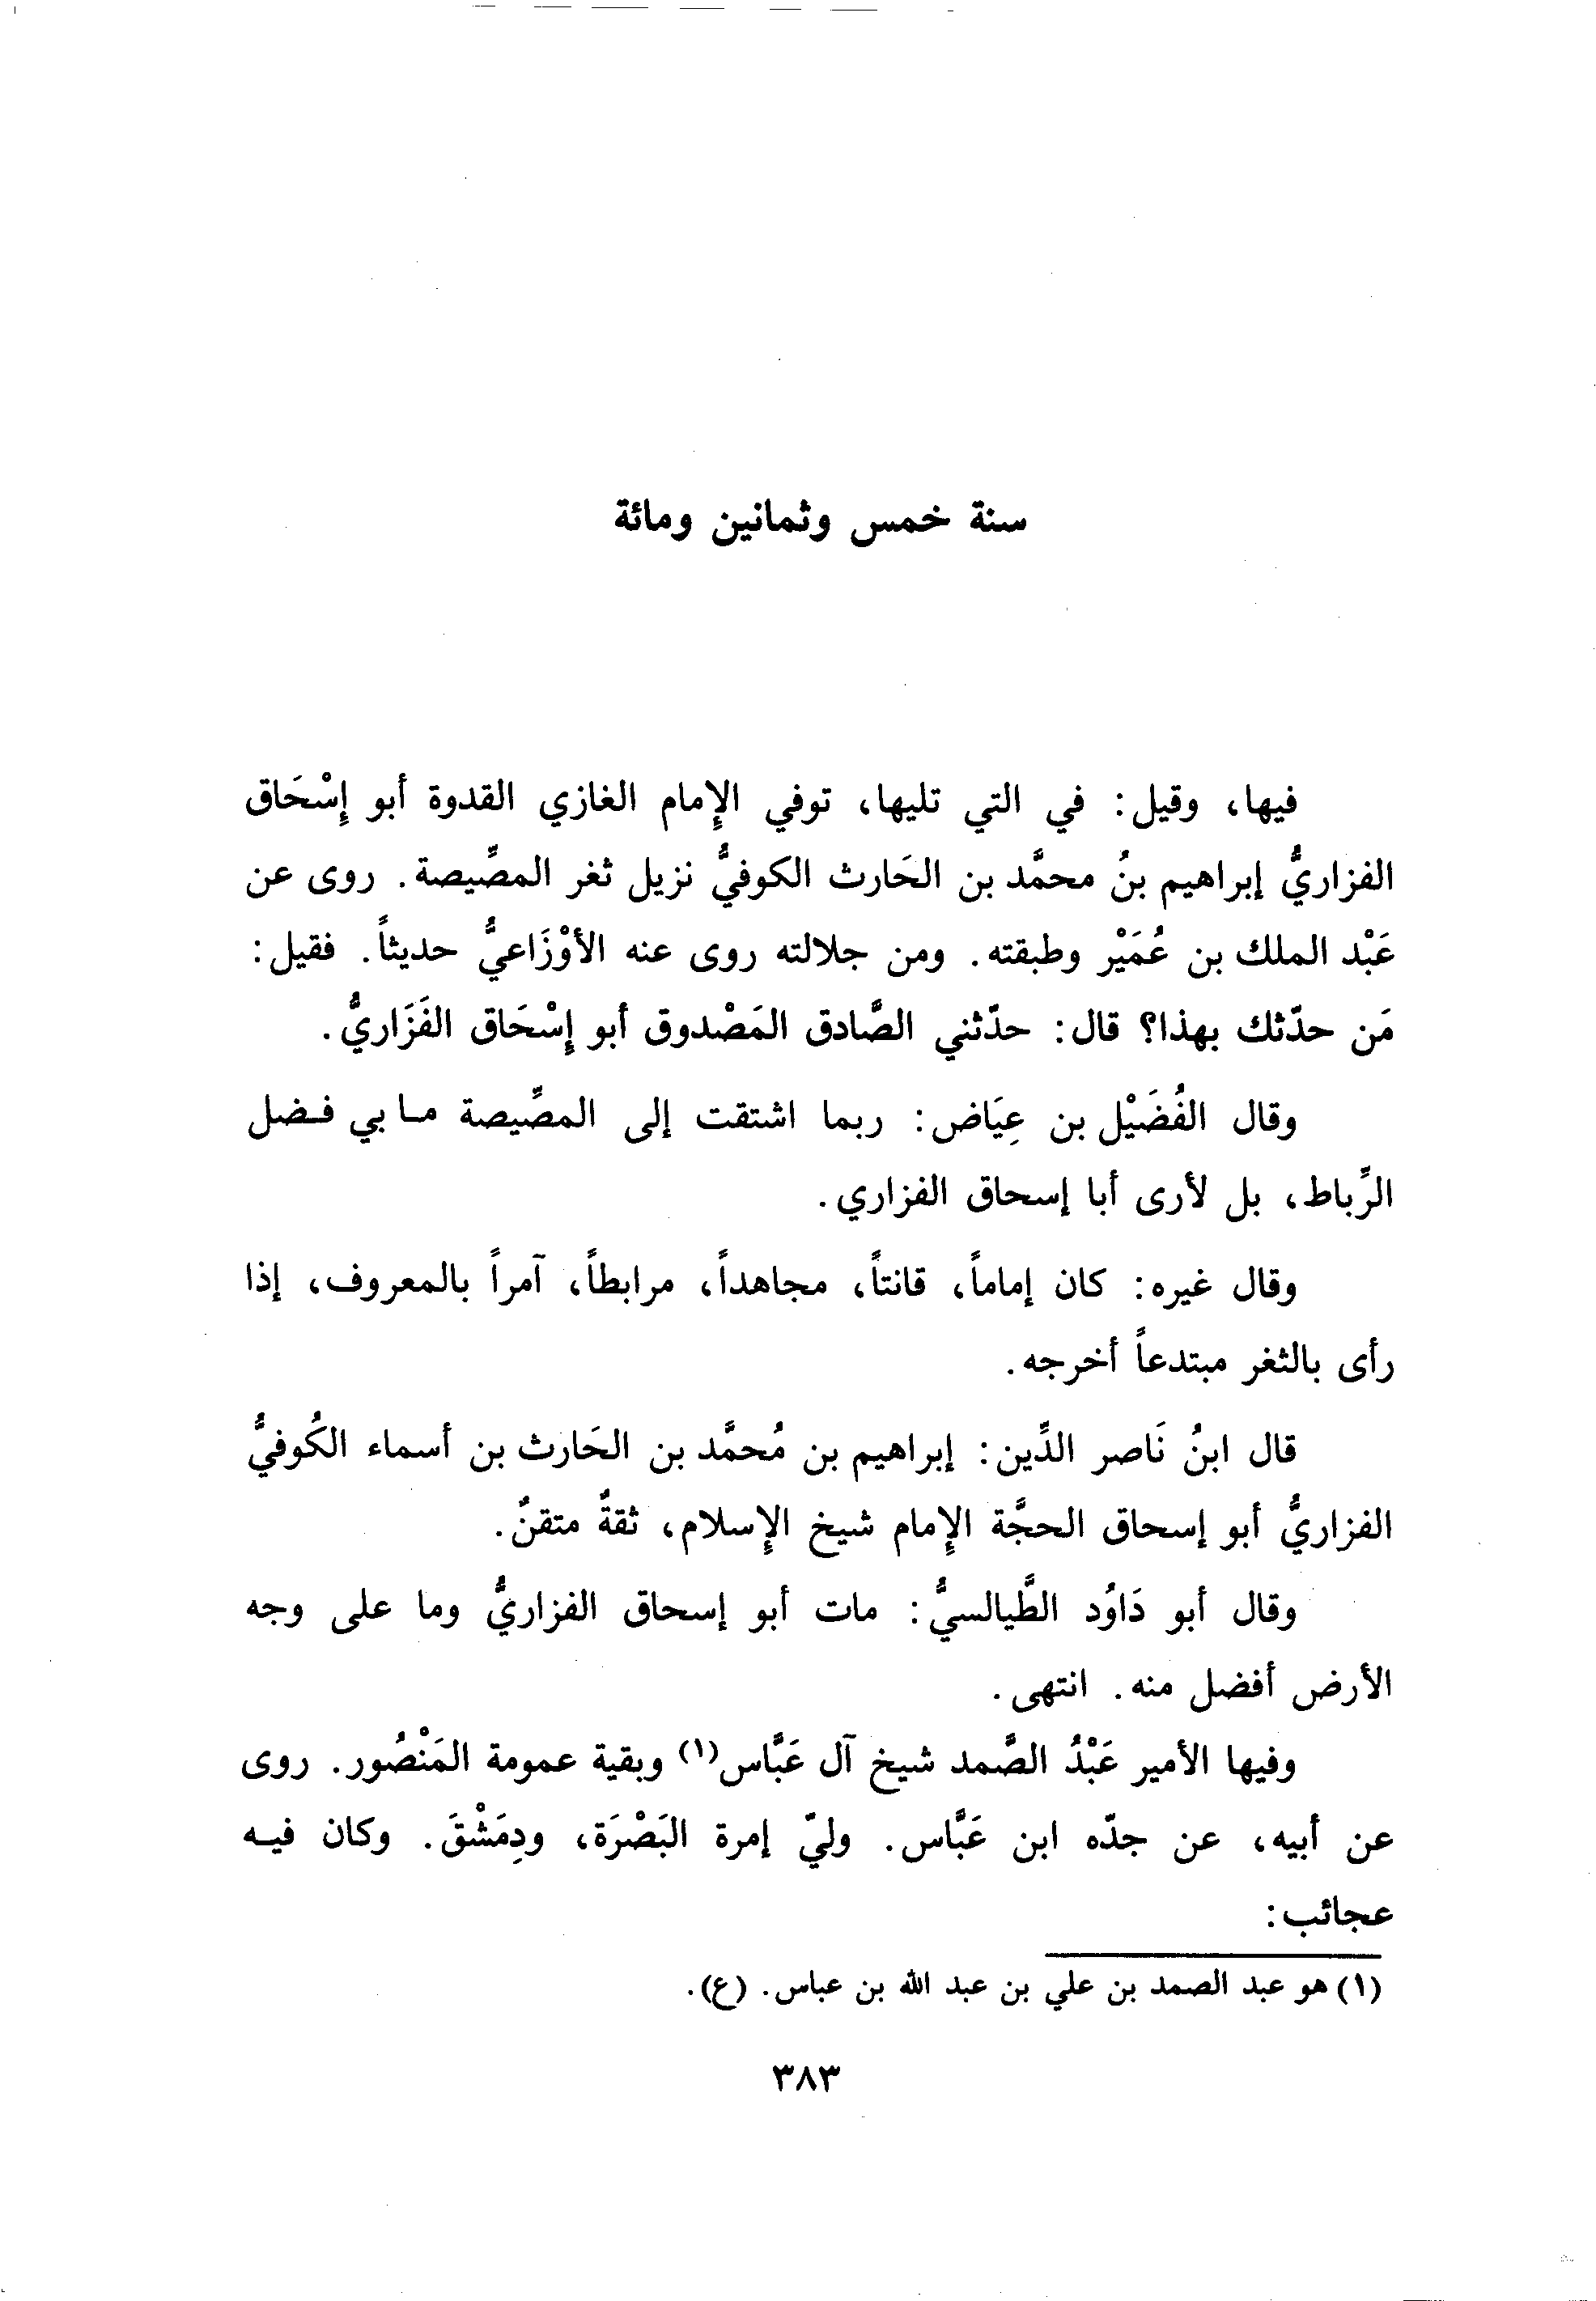 سنة خمس وثمانين ومائة
فيها، وقيل: في التي تليها، توفي الإِمام الغازي القدوة أبو إِسْحَاق
الفزاريُّ إبراهيم بنُ محمَّد بن الحَارث الكوفيُّ نزيل ثغر المصِّيصة. روى عن
عَبْد الملك بن عُمَيْر وطبقته. ومن جلالته روى عنه الأوْزَاعيُّ حديثاً. فقيل:
مَن حدّثك بهذا؟ قال: حدّثني الصَّادق المَصْدوق أبو إِسْحَاق الفَزَاريُّ.
وقال الفُضَيْل بن عِيَاض: ربما اشتقت إلى المصِّيصة ما بي فضل
الرِّباط، بل لأرى أبا إسحاق الفزاري.
وقال غيره: كان إماماً، قانتاً، مجاهداً، مرابطاً، آمراً بالمعروف، إذا
رأى بالثغر مبتدعاً أخرجه.
قال ابنُ نَاصر الدِّين: إبراهيم بن مُحمَّد بن الحَارث بن أسماء الكُوفيُّ
الفزاريُّ أبو إسحاق الحجَّة الإِمام شيخ الإِسلام، ثقةٌ متقنٌ.
وقال أبو دَاوُد الطَّيالسيُّ: مات أبو إسحاق الفزاريُّ وما على وجه
الأرض أفضل منه. انتهى.
وفيها الأمير عَبْدُ الصَّمد شيخ آل عَبَّاس(١) وبقية عمومة المَنْصُور. روى
عن أبيه، عن جدّه ابن عَبَّاس. وليّ إمرة البَصْرَة، ودِمَشْقَ. وكان فيه
عجائب:
(١) هو عبد الصمد بن علي بن عبد الله بن عباس. (ع).
٣٨٣